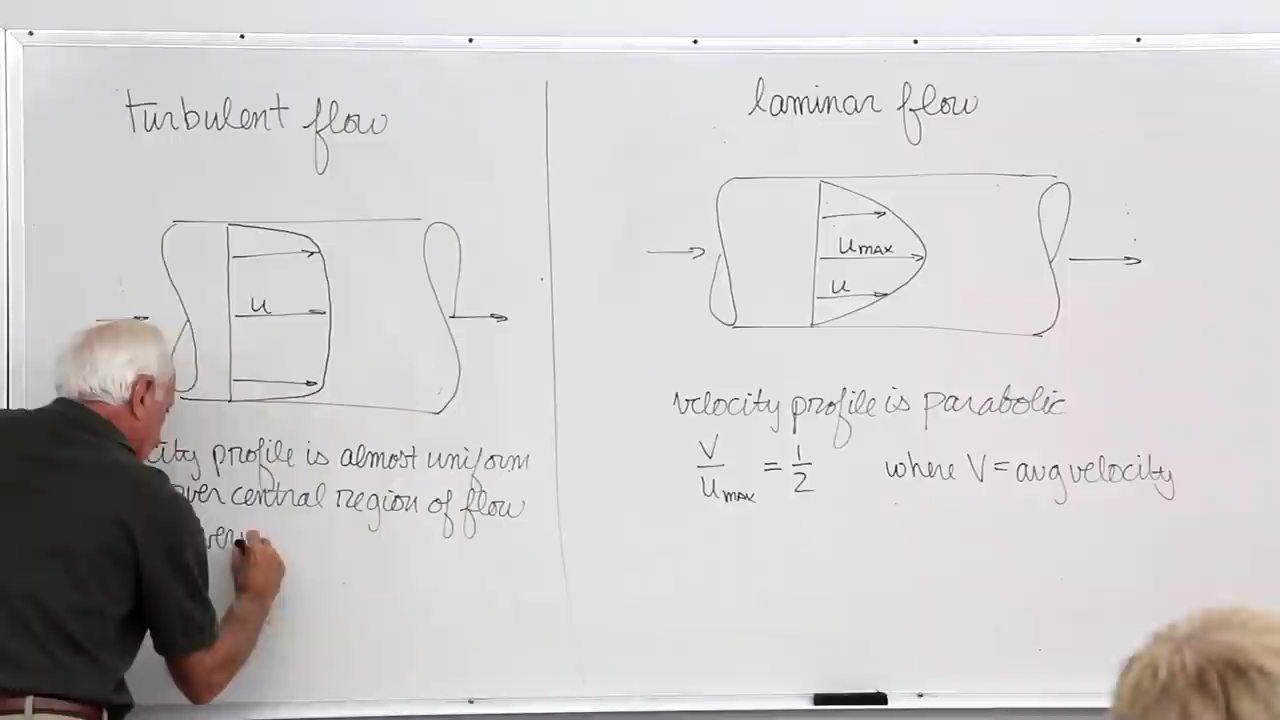 turbulent flow
u
city profile is almost uniform
over central region of flow
laminar flow
umax
u
velocity profile is parabolic
V/umax = 1/2 where V = avg velocity